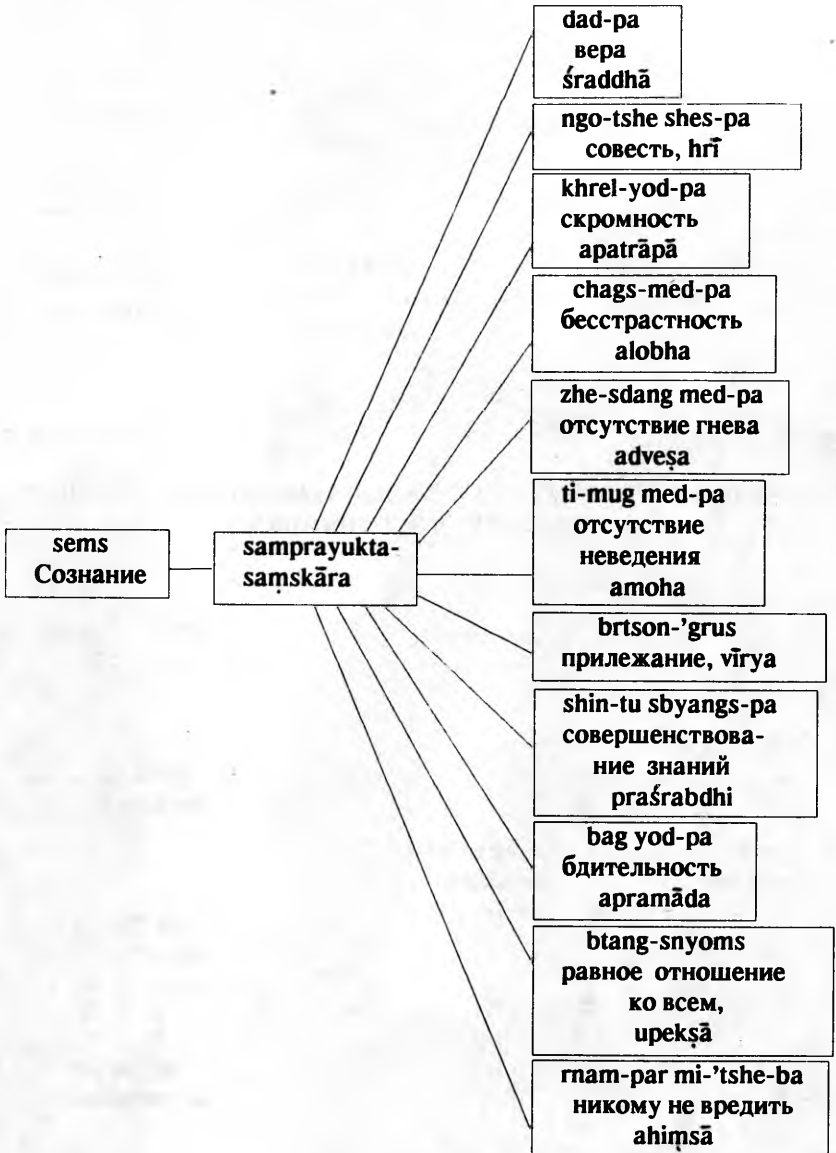 dad-pa
вера
śraddhā
ngo-tshe shes-pa
совесть, hrī
khrel-yod-pa
скромность
apatrāpā
chags-med-pa
бесстрастность
alobha
zhe-sdang med-pa
отсутствие гнева
adveṣa
ti-mug med-pa
отсутствие
неведения
amoha
sems
Сознание
samprayukta-
saṃskāra
brtson-'grus
прилежание, vīrya
shin-tu sbyangs-pa
совершенствова-
ние знаний
praśrabdhi
bag yod-pa
бдительность
apramāda
btang-snyoms
равное отношение
ко всем,
upekṣā
rnam-par mi-'tshe-ba
никому не вредить
ahiṃsā